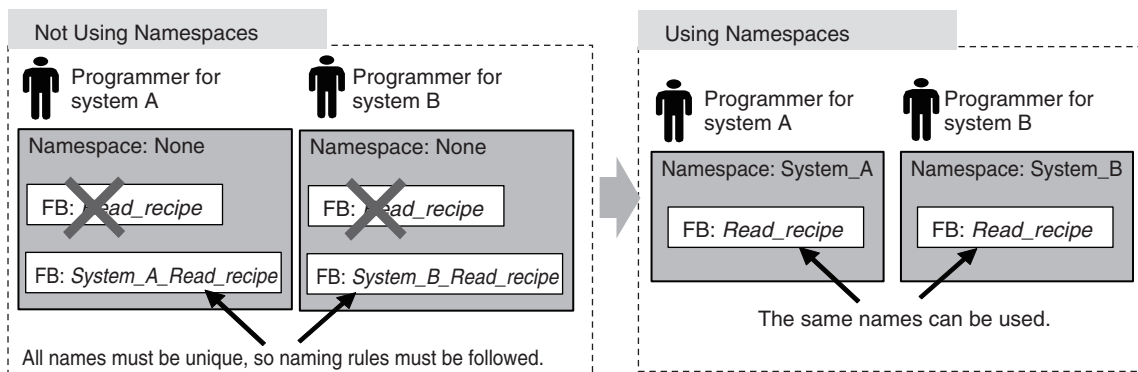 Not Using Namespaces
Programmer for
system A
Programmer for
system B
Namespace: None
Namespace: None
FB: Read_recipe
FB: Read_recipe
FB: System_A_Read_recipe
FB: System_B_Read_recipe
All names must be unique, so naming rules must be followed.
Using Namespaces
Programmer for
system A
Programmer for
system B
Namespace: System_A
Namespace: System_B
FB: Read_recipe
FB: Read_recipe
The same names can be used.